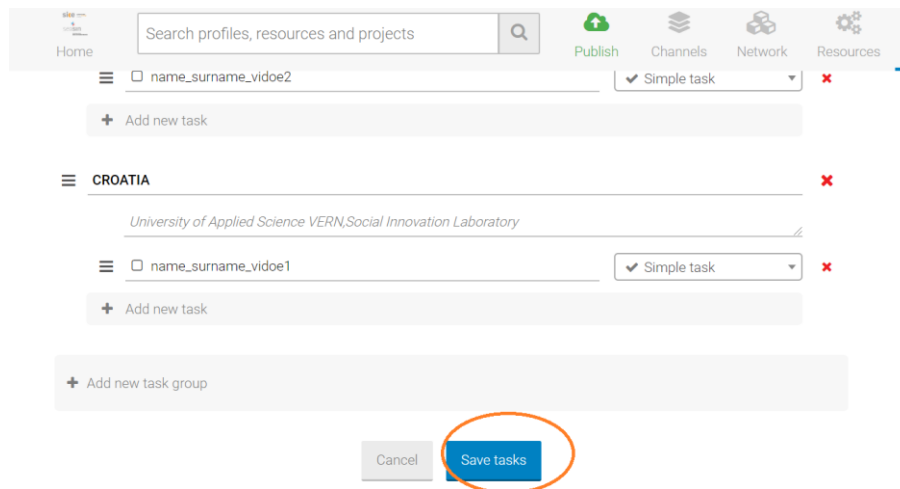 Home
Search profiles, resources and projects
Publish
Channels
Network
Resources
name_surname_vidoe2
Simple task
Add new task
CROATIA
University of Applied Science VERN,Social Innovation Laboratory
name_surname_vidoe1
Simple task
Add new task
Add new task group
Cancel
Save tasks